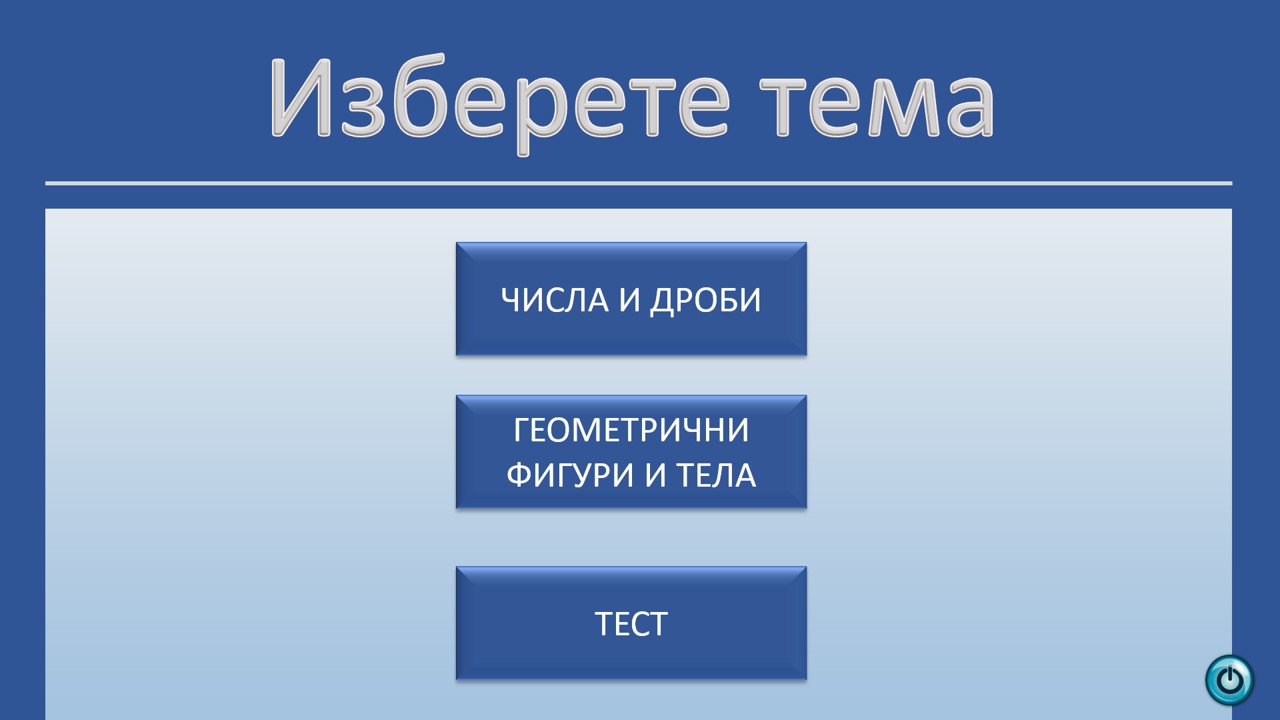 Изберете тема
ЧИСЛА И ДРОБИ
ГЕОМЕТРИЧНИ
ФИГУРИ И ТЕЛА
ТЕСТ